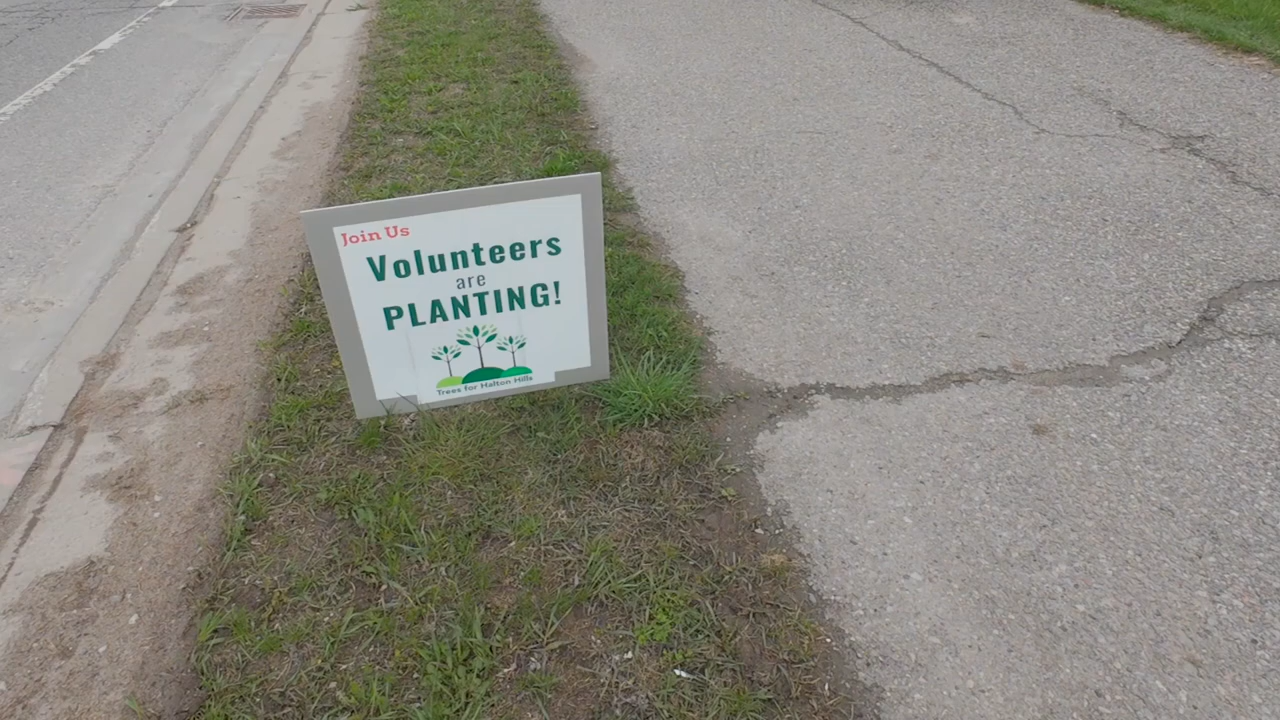 Join Us
Volunteers
are
PLANTING!
Trees for Halton Hills